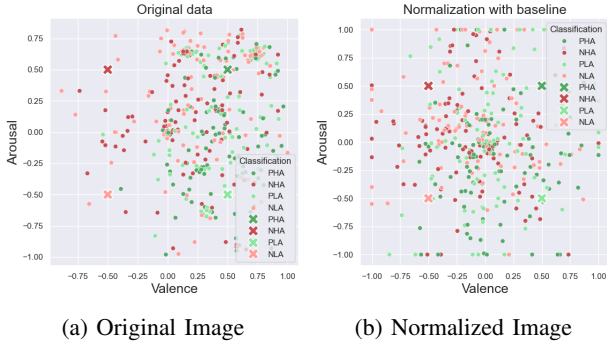 Original data
Arousal
0.75
0.50
0.25
0.00
−0.25
−0.50
−0.75
−1.00
−0.75 −0.50 −0.25 0.00 0.25 0.50 0.75 1.00
Valence
Classification
PHA
NHA
PLA
NLA
PHA
NHA
PLA
NLA
(a) Original Image
Normalization with baseline
Arousal
1.00
0.75
0.50
0.25
0.00
−0.25
−0.50
−0.75
−1.00
−1.00 −0.75 −0.50 −0.25 0.00 0.25 0.50 0.75 1.00
Valence
Classification
PHA
NHA
PLA
NLA
PHA
NHA
PLA
NLA
(b) Normalized Image